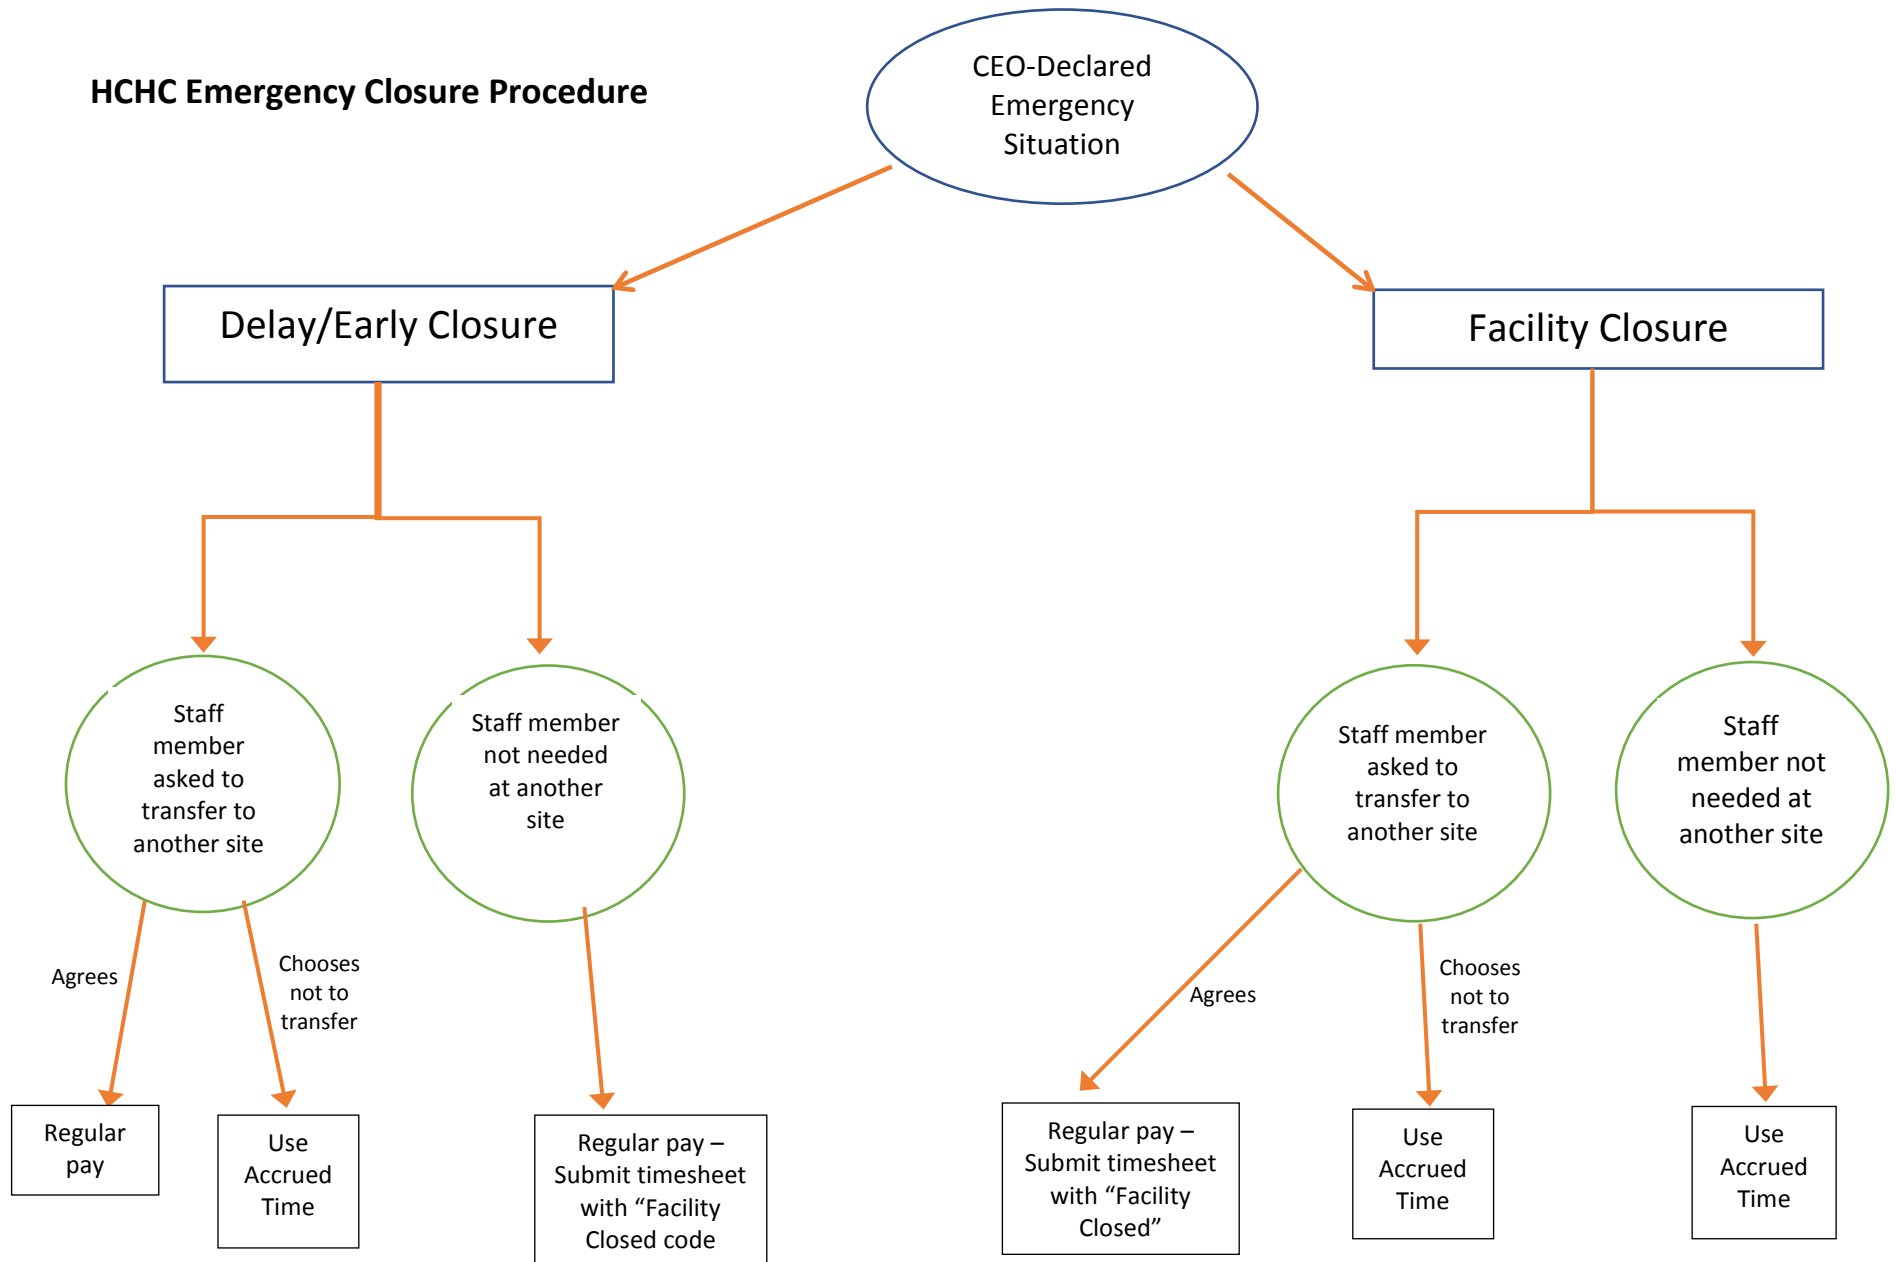 HCHC Emergency Closure Procedure
CEO-Declared
Emergency
Situation
Delay/Early Closure
Facility Closure
Staff
member
asked to
transfer to
another site
Staff member
not needed
at another
site
Staff member
asked to
transfer to
another site
Staff
member not
needed at
another site
Agrees
Chooses
not to
transfer
Agrees
Chooses
not to
transfer
Regular
pay
Use
Accrued
Time
Regular pay –
Submit timesheet
with “Facility
Closed code
Regular pay –
Submit timesheet
with “Facility
Closed”
Use
Accrued
Time
Use
Accrued
Time